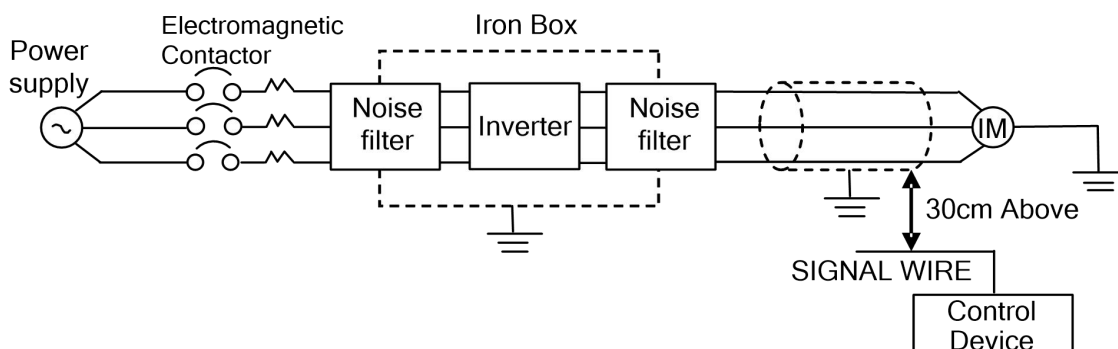 Electromagnetic
Contactor
Iron Box
Power
supply
Noise
filter
Inverter
Noise
filter
IM
30cm Above
SIGNAL WIRE
Control
Device